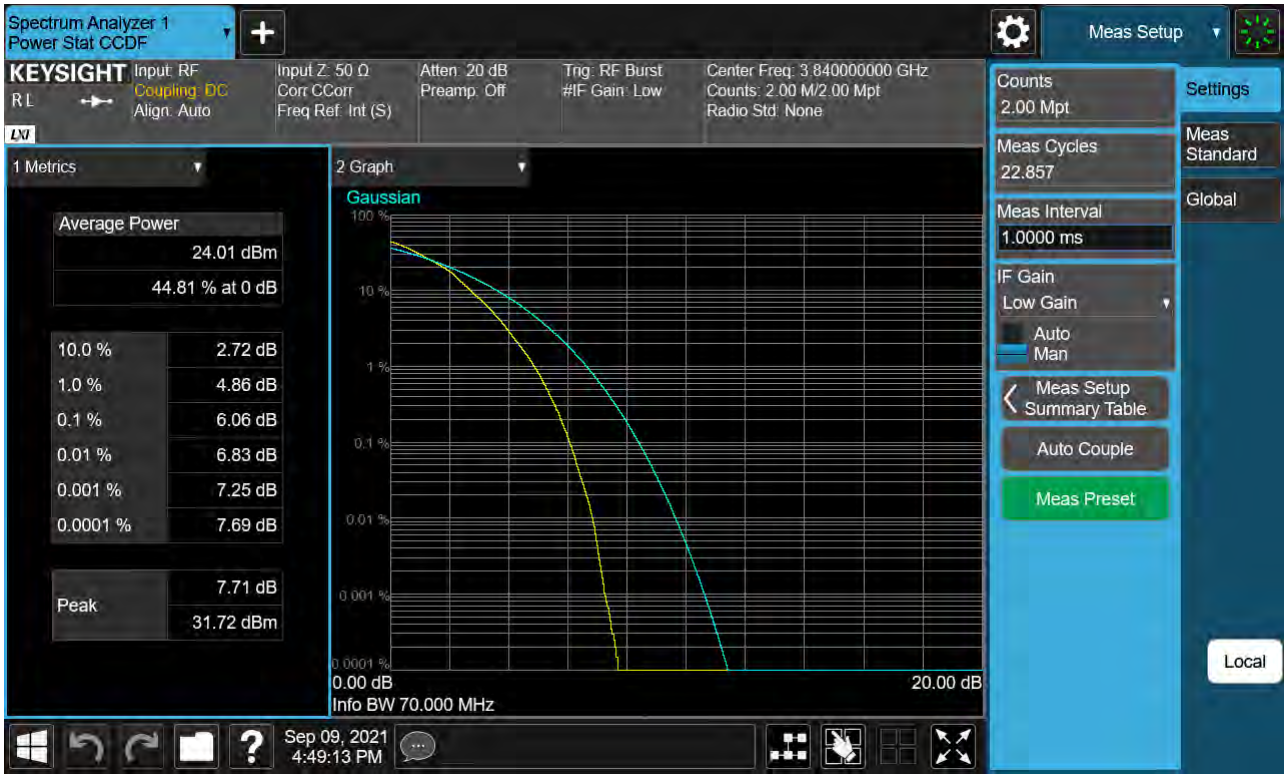 Spectrum Analyzer 1
Power Stat CCDF
+
Meas Setup
KEYSIGHT
RL
LXI
Input: RF
Coupling: DC
Align: Auto
Input Z: 50 Ω
Corr CCorr
Freq Ref: Int (S)
Atten: 20 dB
Preamp: Off
Trig: RF Burst
#IF Gain: Low
Center Freq: 3.840000000 GHz
Counts: 2.00 M/2.00 Mpt
Radio Std: None
1 Metrics
Average Power
24.01 dBm
44.81 % at 0 dB
10.0 % 2.72 dB
1.0 % 4.86 dB
0.1 % 6.06 dB
0.01 % 6.83 dB
0.001 % 7.25 dB
0.0001 % 7.69 dB
Peak
7.71 dB
31.72 dBm
2 Graph
Gaussian
100 %
10 %
1 %
0.1 %
0.01 %
0.001 %
0.0001 %
0.00 dB 20.00 dB
Info BW 70.000 MHz
Counts
2.00 Mpt
Meas Cycles
22.857
Meas Interval
1.0000 ms
IF Gain
Low Gain
Auto
Man
Meas Setup
Summary Table
Auto Couple
Meas Preset
Settings
Meas
Standard
Global
Local
?
Sep 09, 2021
4:49:13 PM